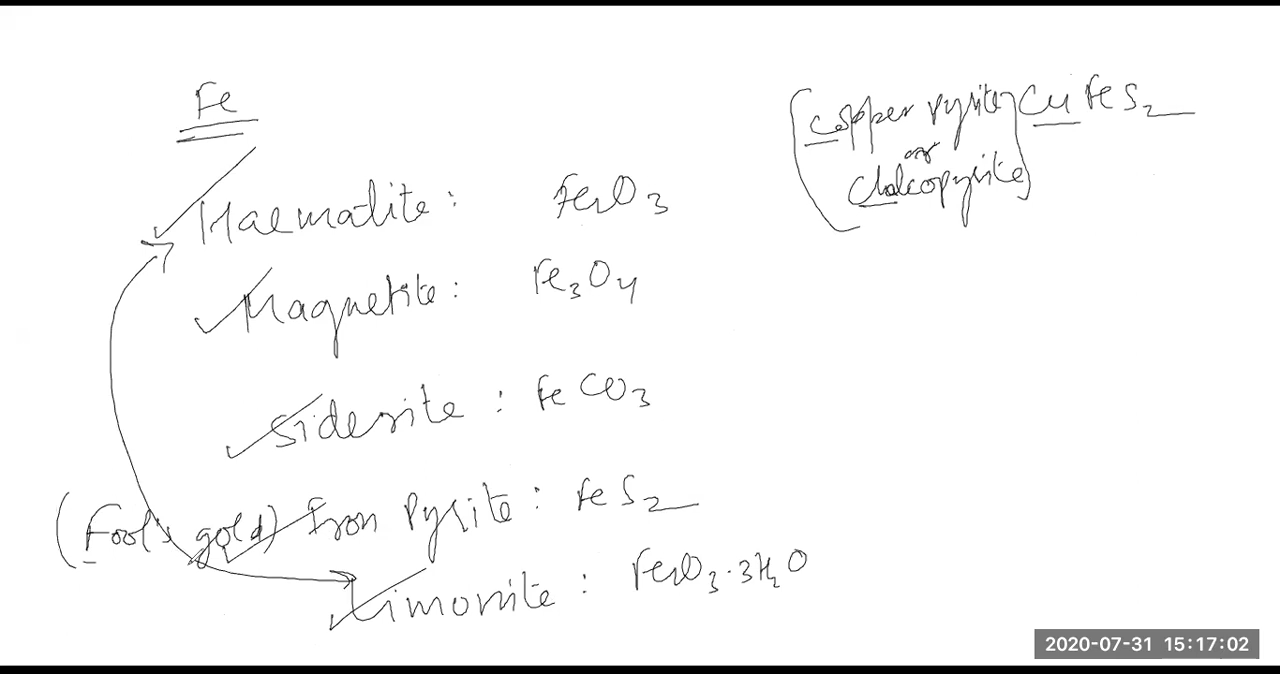 Fe
Haematite : Fe2O3
Magnetite : Fe3O4
Siderite : FeCO3
(Fool's gold) Iron Pyrite : FeS2
Limonite : Fe2O3.3H2O
(Copper pyrite) CuFeS2
or
Chalcopyrite)
2020-07-31 15:17:02